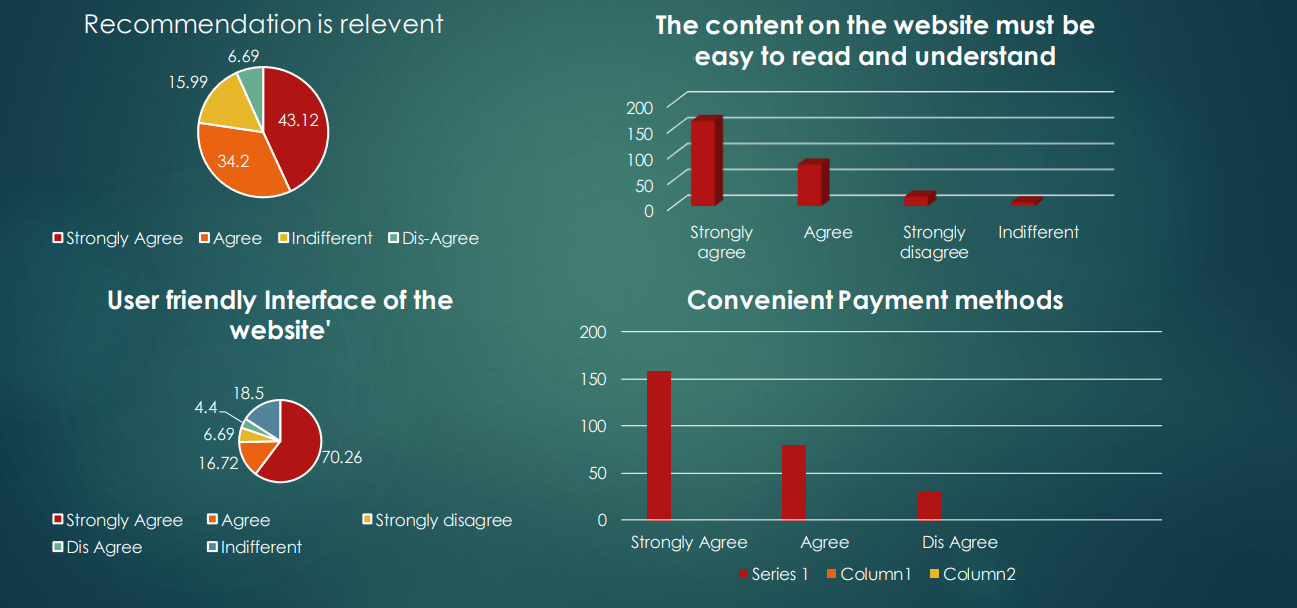 Recommendation is relevent
6.69
15.99
43.12
34.2
Strongly Agree Agree Indifferent Dis-Agree
The content on the website must be
easy to read and understand
200
150
100
50
0
Strongly
agree
Agree
Strongly
disagree
Indifferent
User friendly Interface of the
website'
18.5
4.4
6.69
16.72
70.26
Strongly Agree Agree Strongly disagree
Dis Agree Indifferent
Convenient Payment methods
200
150
100
50
0
Strongly Agree Agree Dis Agree
Series 1 Column1 Column2